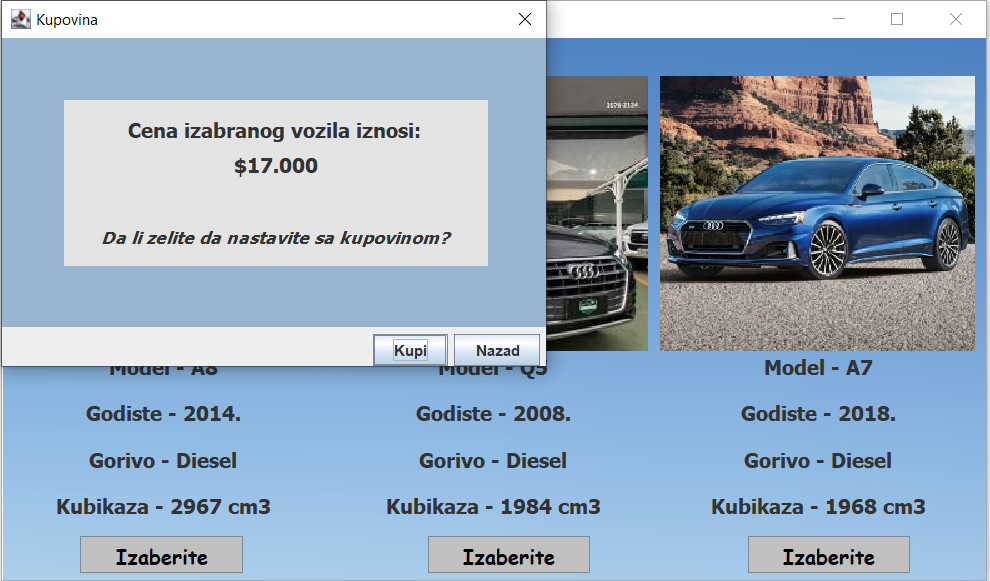 Kupovina
Cena izabranog vozila iznosi:
$17.000
Da li zelite da nastavite sa kupovinom?
Kupi
Nazad
Model - A8
Model - Q5
Model - A7
Godiste - 2014.
Godiste - 2008.
Godiste - 2018.
Gorivo - Diesel
Gorivo - Diesel
Gorivo - Diesel
Kubikaza - 2967 cm3
Kubikaza - 1984 cm3
Kubikaza - 1968 cm3
Izaberite
Izaberite
Izaberite